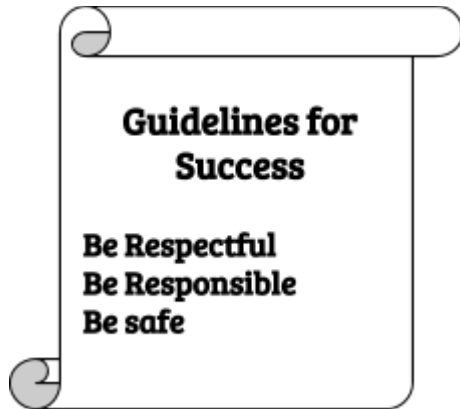 Guidelines for
Success
Be Respectful
Be Responsible
Be safe